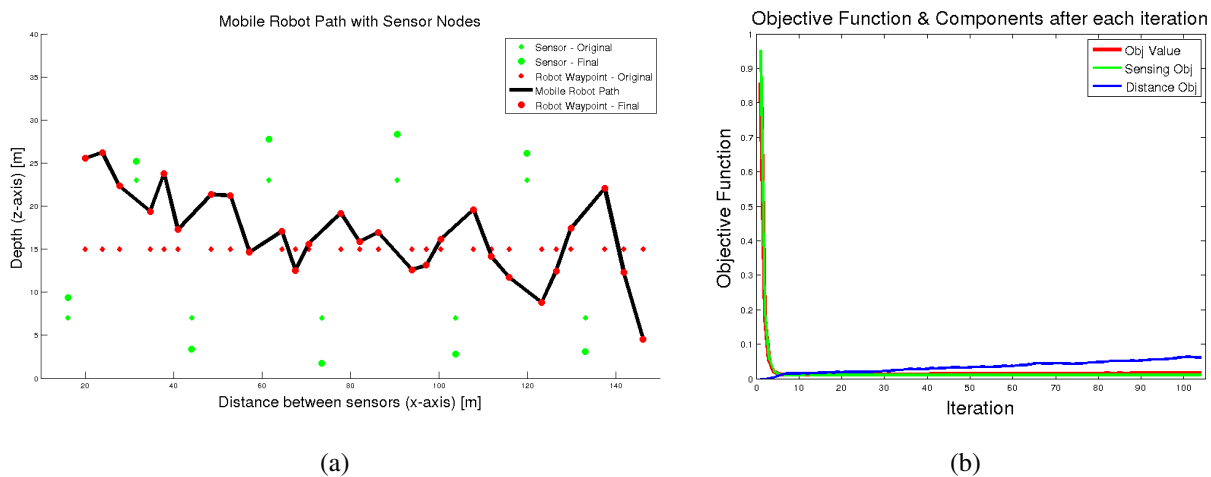 Mobile Robot Path with Sensor Nodes
40
35
30
25
20
15
10
5
0
Depth (z-axis) [m]
20
40
60
80
100
120
140
Distance between sensors (x-axis) [m]
Sensor - Original
Sensor - Final
Robot Waypoint - Original
Mobile Robot Path
Robot Waypoint - Final
(a)
Objective Function & Components after each iteration
1
0.9
0.8
0.7
0.6
0.5
0.4
0.3
0.2
0.1
0
Objective Function
0
10
20
30
40
50
60
70
80
90
100
Iteration
Obj Value
Sensing Obj
Distance Obj
(b)